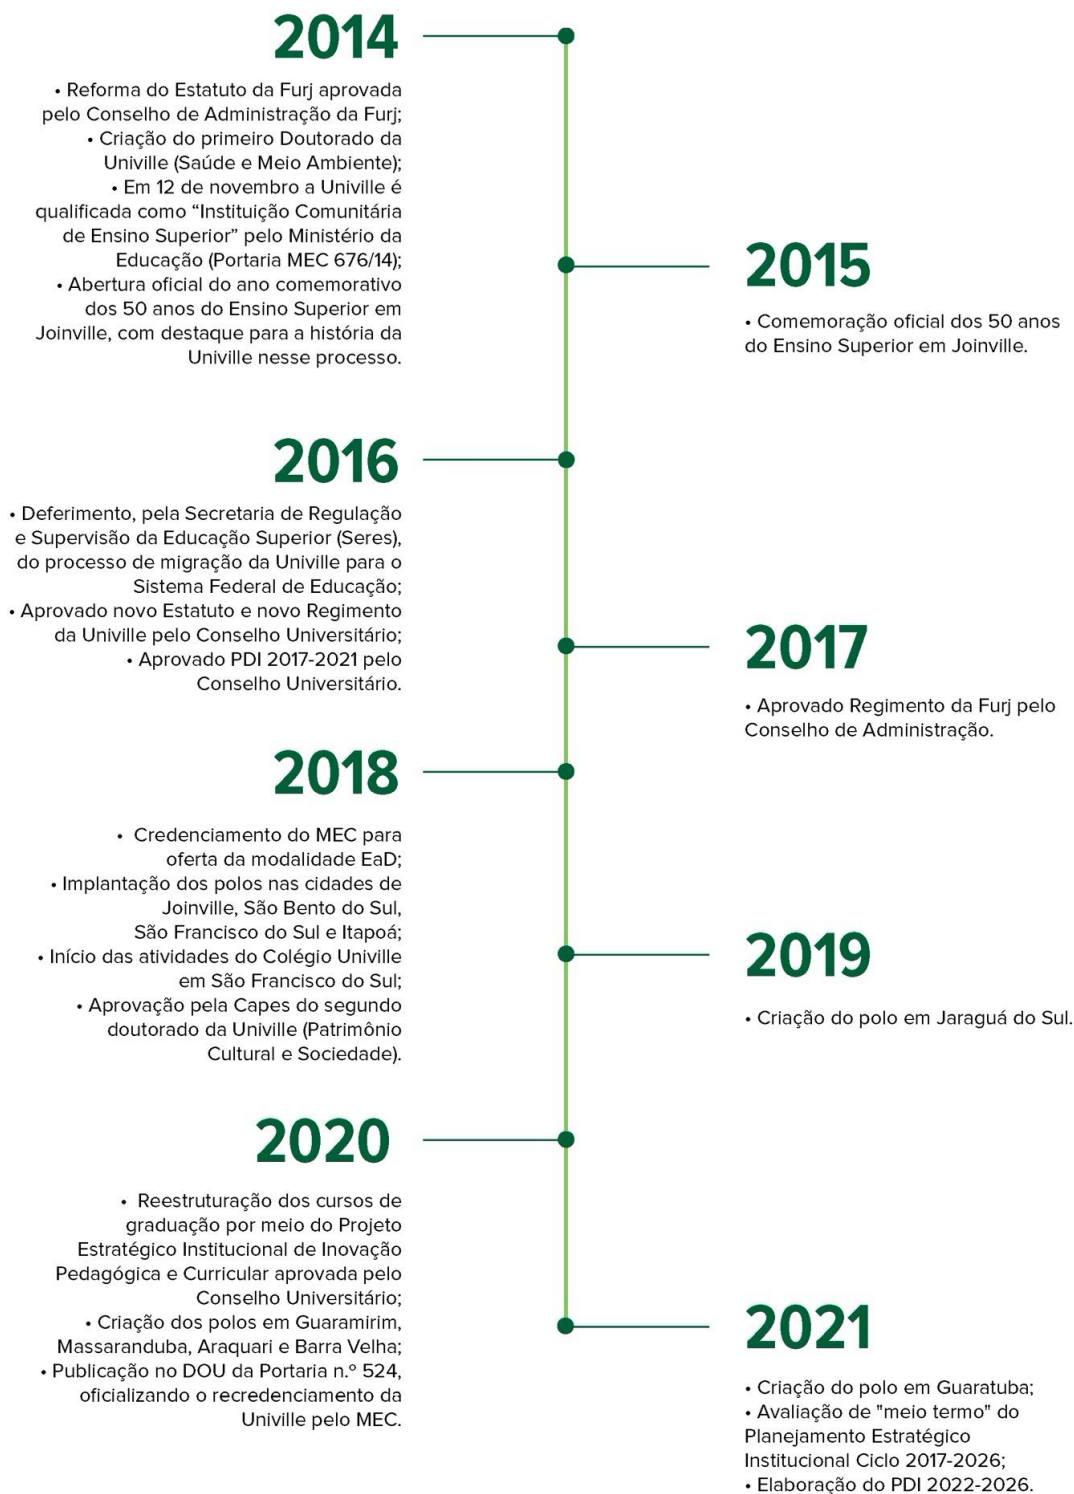 2014
• Reforma do Estatuto da Furj aprovada
pelo Conselho de Administração da Furj;
• Criação do primeiro Doutorado da
Univille (Saúde e Meio Ambiente);
• Em 12 de novembro a Univille é
qualificada como “Instituição Comunitária
de Ensino Superior” pelo Ministério da
Educação (Portaria MEC 676/14);
• Abertura oficial do ano comemorativo
dos 50 anos do Ensino Superior em
Joinville, com destaque para a história da
Univille nesse processo.
2015
• Comemoração oficial dos 50 anos
do Ensino Superior em Joinville.
2016
• Deferimento, pela Secretaria de Regulação
e Supervisão da Educação Superior (Seres),
do processo de migração da Univille para o
Sistema Federal de Educação;
• Aprovado novo Estatuto e novo Regimento
da Univille pelo Conselho Universitário;
• Aprovado PDI 2017-2021 pelo
Conselho Universitário.
2017
• Aprovado Regimento da Furj pelo
Conselho de Administração.
2018
• Credenciamento do MEC para
oferta da modalidade EaD;
• Implantação dos polos nas cidades de
Joinville, São Bento do Sul,
São Francisco do Sul e Itapoá;
• Início das atividades do Colégio Univille
em São Francisco do Sul;
• Aprovação pela Capes do segundo
doutorado da Univille (Patrimônio
Cultural e Sociedade).
2019
• Criação do polo em Jaraguá do Sul.
2020
• Reestruturação dos cursos de
graduação por meio do Projeto
Estratégico Institucional de Inovação
Pedagógica e Curricular aprovada pelo
Conselho Universitário;
• Criação dos polos em Guaramirim,
Massaranduba, Araquari e Barra Velha;
• Publicação no DOU da Portaria n.º 524,
oficializando o recredenciamento da
Univille pelo MEC.
2021
• Criação do polo em Guaratuba;
• Avaliação de "meio termo" do
Planejamento Estratégico
Institucional Ciclo 2017-2026;
• Elaboração do PDI 2022-2026.